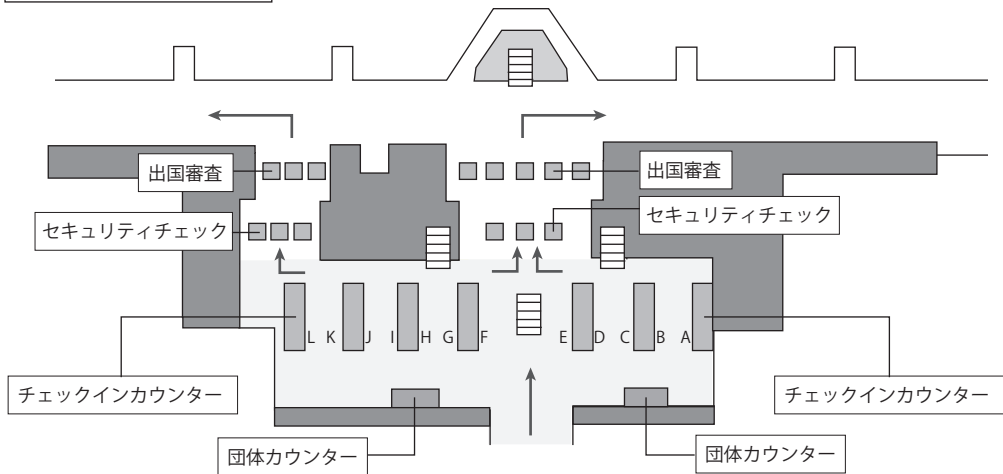 出国審査
出国審査
セキュリティチェック
セキュリティチェック
L K J I H G F E D C B A
チェックインカウンター
チェックインカウンター
団体カウンター
団体カウンター